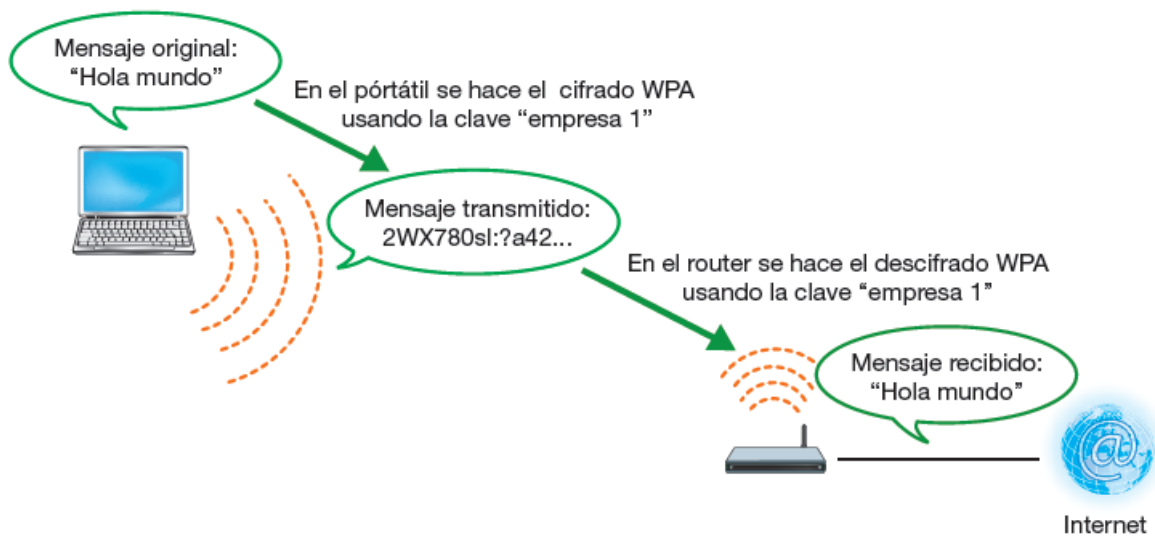 Mensaje original:
“Hola mundo”
En el pórtátil se hace el cifrado WPA
usando la clave “empresa 1”
Mensaje transmitido:
2WX780sl:?a42...
En el router se hace el descifrado WPA
usando la clave “empresa 1”
Mensaje recibido:
“Hola mundo”
@
Internet